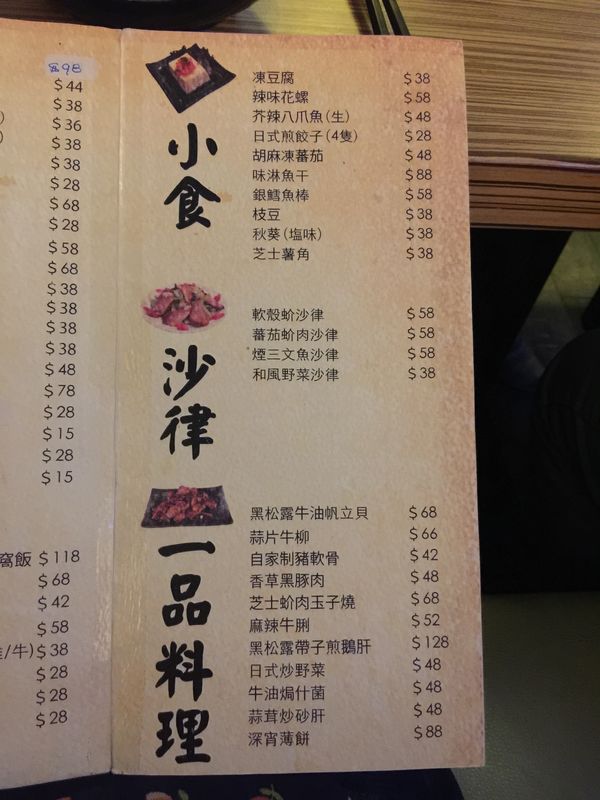 $98
$44
$38
$36
$38
$38
$28
$68
$28
$58
$68
$38
$38
$38
$38
$48
$78
$28
$15
$28
$15
窩飯 $118
$68
$42
$58
/牛) $38
$28
$28
$28
小食
凍豆腐 $38
辣味花螺 $58
芥辣八爪魚(生) $48
日式煎餃子(4隻) $28
胡麻凍蕃茄 $48
味淋魚干 $88
銀鱈魚棒 $58
枝豆 $38
秋葵(塩味) $38
芝士薯角 $38
沙律
軟殼蚧沙律 $58
蕃茄蚧肉沙律 $58
煙三文魚沙律 $58
和風野菜沙律 $38
一品料理
黑松露牛油帆立貝 $68
蒜片牛柳 $66
自家制豬軟骨 $42
香草黑豚肉 $48
芝士蚧肉玉子燒 $68
麻辣牛脷 $52
黑松露帶子煎鵝肝 $128
日式炒野菜 $48
牛油焗什菌 $48
蒜茸炒砂肝 $48
深宵薄餅 $88